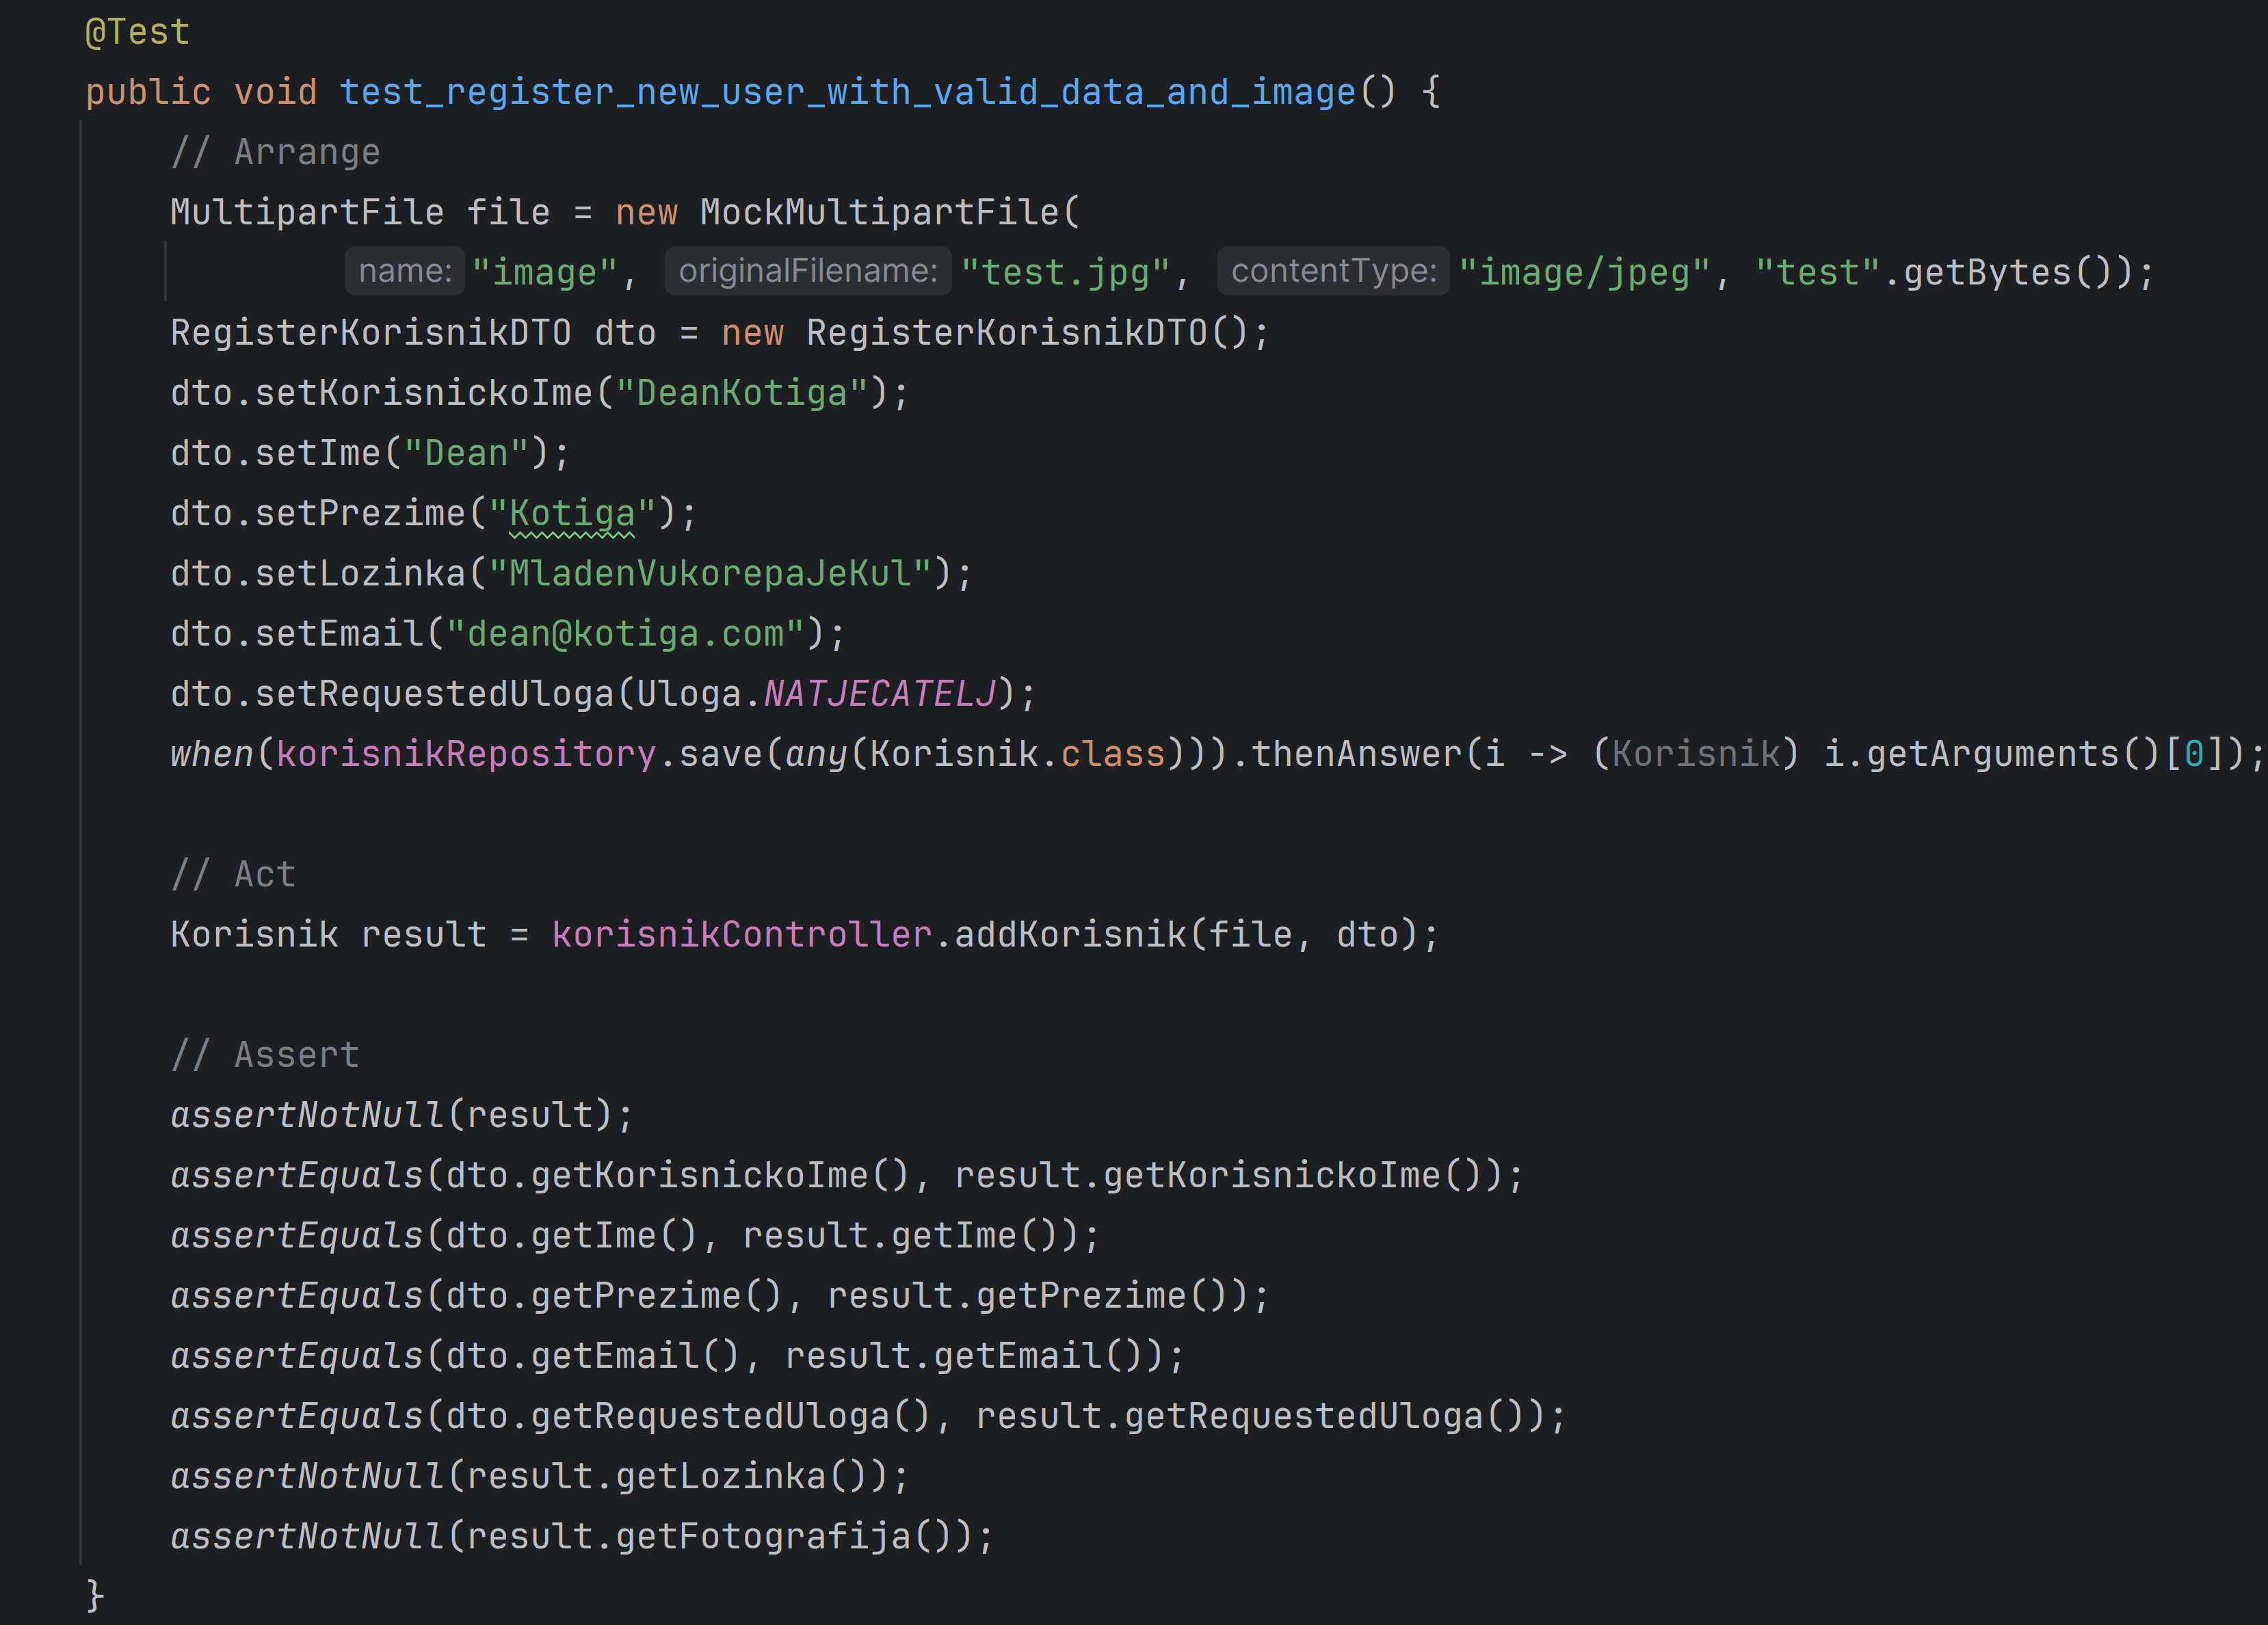 @Test
public void test_register_new_user_with_valid_data_and_image() {
// Arrange
MultipartFile file = new MockMultipartFile(
name: "image", originalFilename: "test.jpg", contentType: "image/jpeg", "test".getBytes());
RegisterKorisnikDTO dto = new RegisterKorisnikDTO();
dto.setKorisnickoIme("DeanKotiga");
dto.setIme("Dean");
dto.setPrezime("Kotiga");
dto.setLozinka("MladenVukorepaJeKul");
dto.setEmail("dean@kotiga.com");
dto.setRequestedUloga(Uloga.NATJECATELJ);
when(korisnikRepository.save(any(Korisnik.class))).thenAnswer(i -> (Korisnik) i.getArguments()[0]);
// Act
Korisnik result = korisnikController.addKorisnik(file, dto);
// Assert
assertNotNull(result);
assertEquals(dto.getKorisnickoIme(), result.getKorisnickoIme());
assertEquals(dto.getIme(), result.getIme());
assertEquals(dto.getPrezime(), result.getPrezime());
assertEquals(dto.getEmail(), result.getEmail());
assertEquals(dto.getRequestedUloga(), result.getRequestedUloga());
assertNotNull(result.getLozinka());
assertNotNull(result.getFotografija());
}